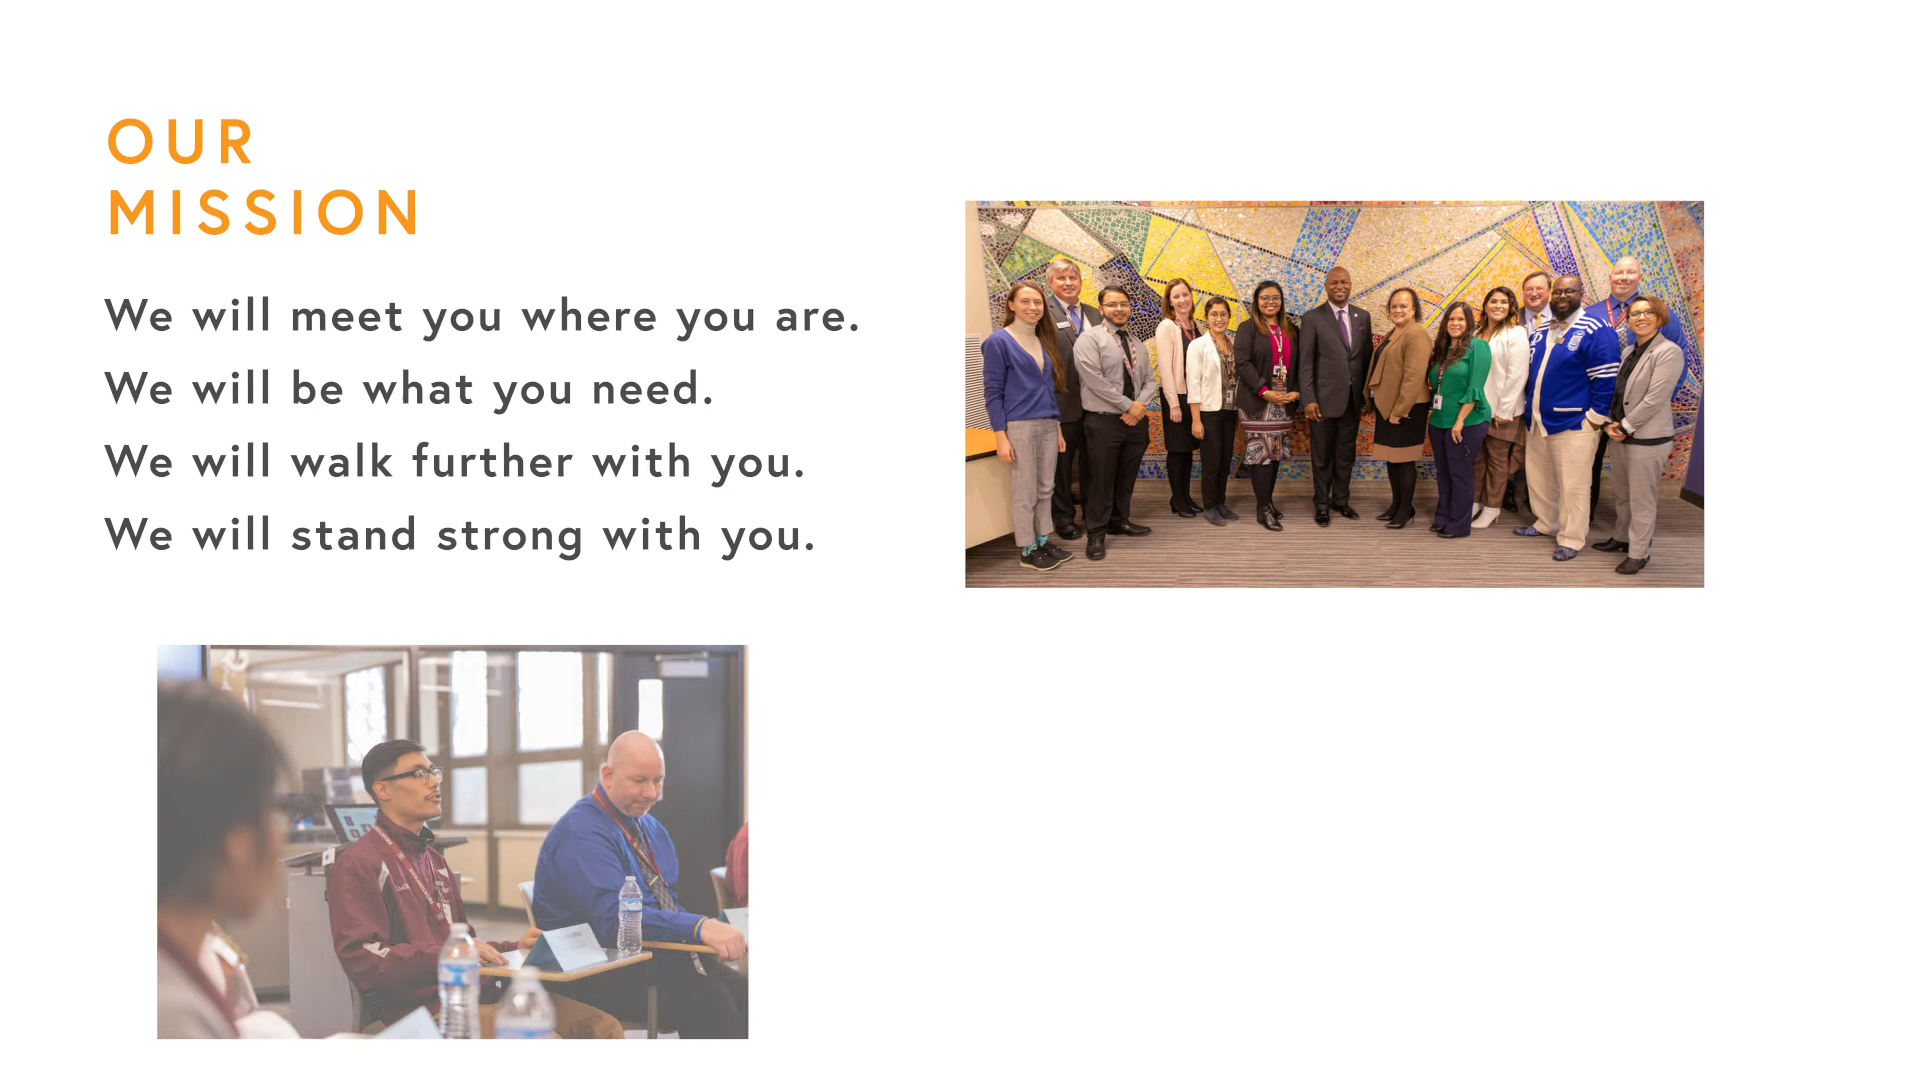 OUR
MISSION
We will meet you where you are.
We will be what you need.
We will walk further with you.
We will stand strong with you.